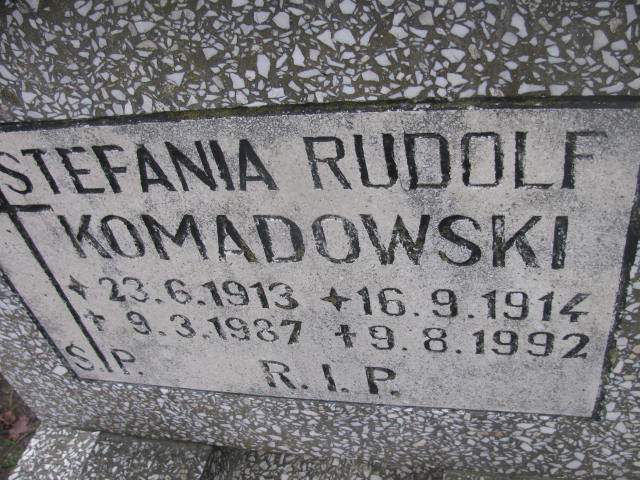 STEFANIA RUDOLF
KOMADOWSKI
✦23.6.1913 ✦16.9.1914
✝9.3.1987 ✝9.8.1992
S.P. R.I.P.